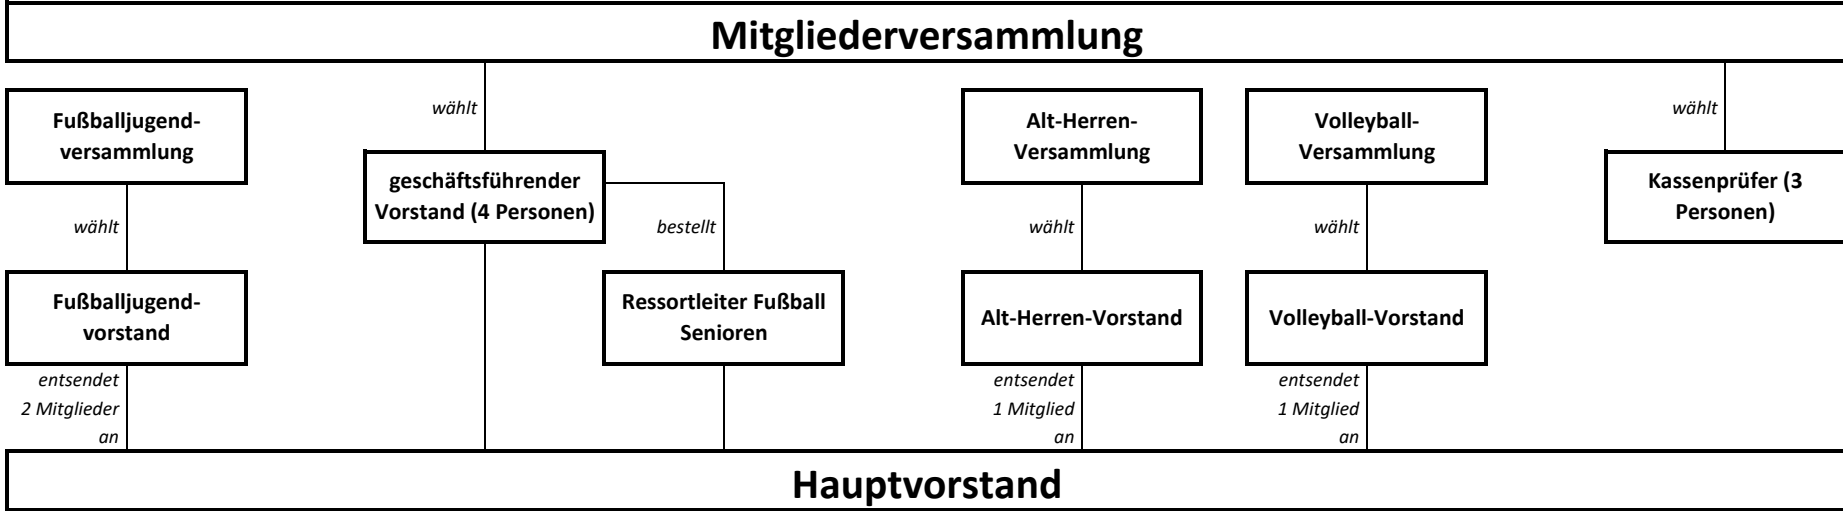 Mitgliederversammlung
Fußballjugend-
versammlung
wählt
geschäftsführender
Vorstand (4 Personen)
Alt-Herren-
Versammlung
Volleyball-
Versammlung
wählt
Kassenprüfer (3
Personen)
wählt
bestellt
wählt
wählt
Fußballjugend-
vorstand
Ressortleiter Fußball
Senioren
Alt-Herren-Vorstand
Volleyball-Vorstand
entsendet
2 Mitglieder
an
entsendet
1 Mitglied
an
entsendet
1 Mitglied
an
Hauptvorstand